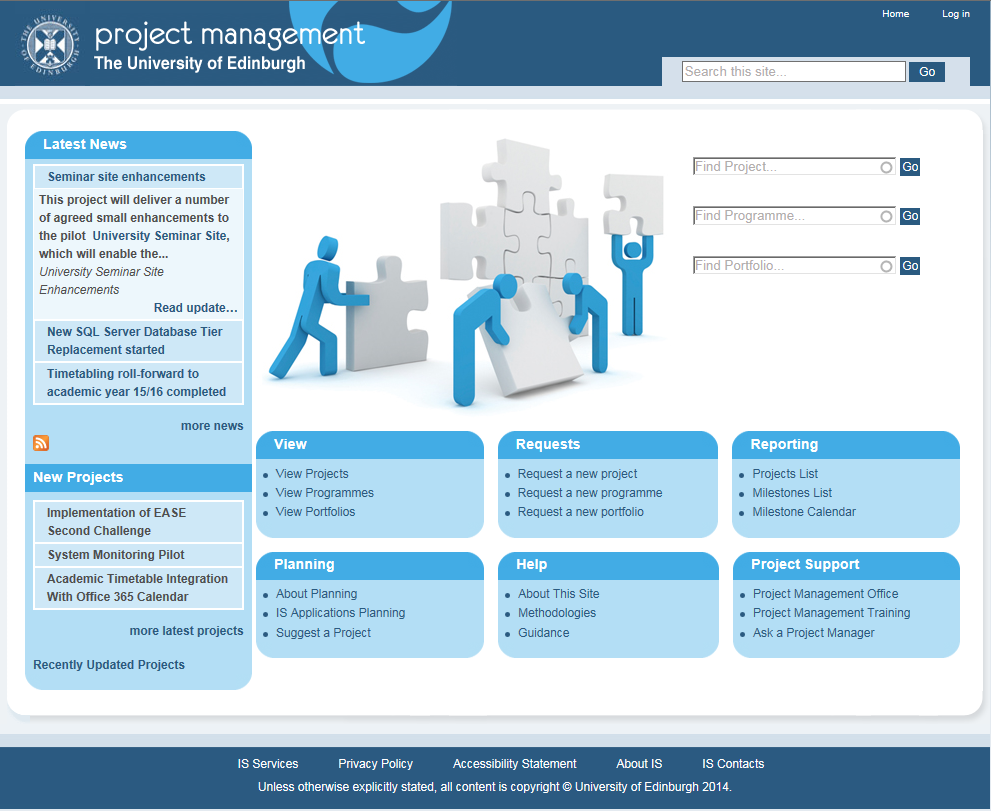 Home Log in
THE UNIVERSITY OF EDINBURGH
project management
The University of Edinburgh
Search this site... Go
Latest News
Seminar site enhancements
This project will deliver a number
of agreed small enhancements to
the pilot University Seminar Site,
which will enable the...
University Seminar Site
Enhancements
Read update...
New SQL Server Database Tier
Replacement started
Timetabling roll-forward to
academic year 15/16 completed
more news
New Projects
Implementation of EASE
Second Challenge
System Monitoring Pilot
Academic Timetable Integration
With Office 365 Calendar
more latest projects
Recently Updated Projects
Find Project... Go
Find Programme... Go
Find Portfolio... Go
View
View Projects
View Programmes
View Portfolios
Requests
Request a new project
Request a new programme
Request a new portfolio
Reporting
Projects List
Milestones List
Milestone Calendar
Planning
About Planning
IS Applications Planning
Suggest a Project
Help
About This Site
Methodologies
Guidance
Project Support
Project Management Office
Project Management Training
Ask a Project Manager
IS Services Privacy Policy Accessibility Statement About IS IS Contacts
Unless otherwise explicitly stated, all content is copyright © University of Edinburgh 2014.